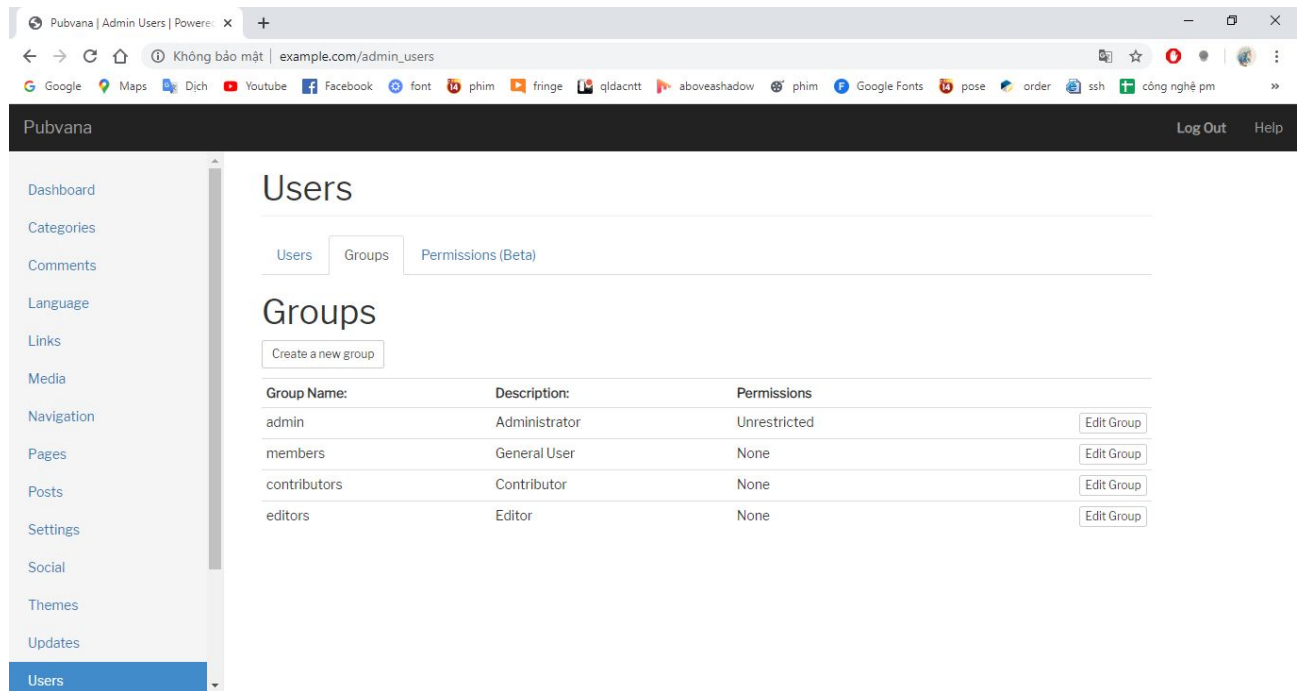 Pubvana | Admin Users | Powered
Không bảo mật | example.com/admin_users
Google Maps Dịch Youtube Facebook font phim fringe qldacntt aboveashadow phim Google Fonts pose order ssh công nghệ pm »
Pubvana Log Out Help
Dashboard
Categories
Comments
Language
Links
Media
Navigation
Pages
Posts
Settings
Social
Themes
Updates
Users
Users
Users Groups Permissions (Beta)
Groups
Create a new group
Group Name: Description: Permissions
admin Administrator Unrestricted Edit Group
members General User None Edit Group
contributors Contributor None Edit Group
editors Editor None Edit Group